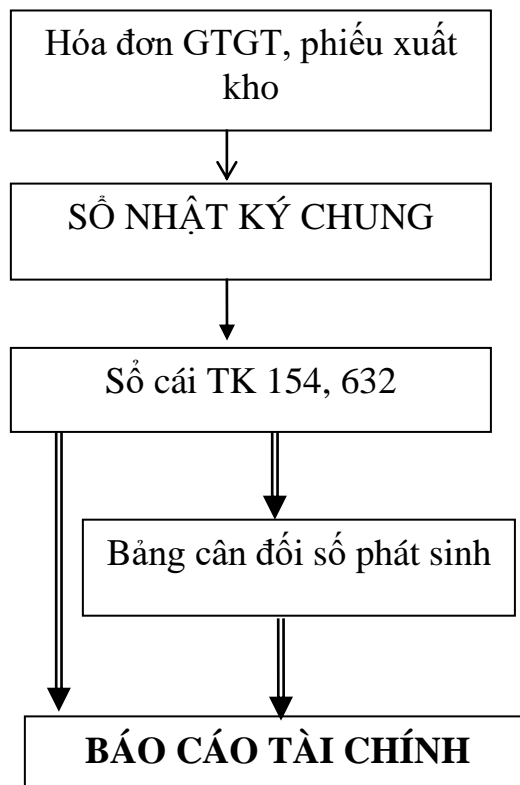 Hóa đơn GTGT, phiếu xuất
kho
SỔ NHẬT KÝ CHUNG
Sổ cái TK 154, 632
Bảng cân đối số phát sinh
BÁO CÁO TÀI CHÍNH